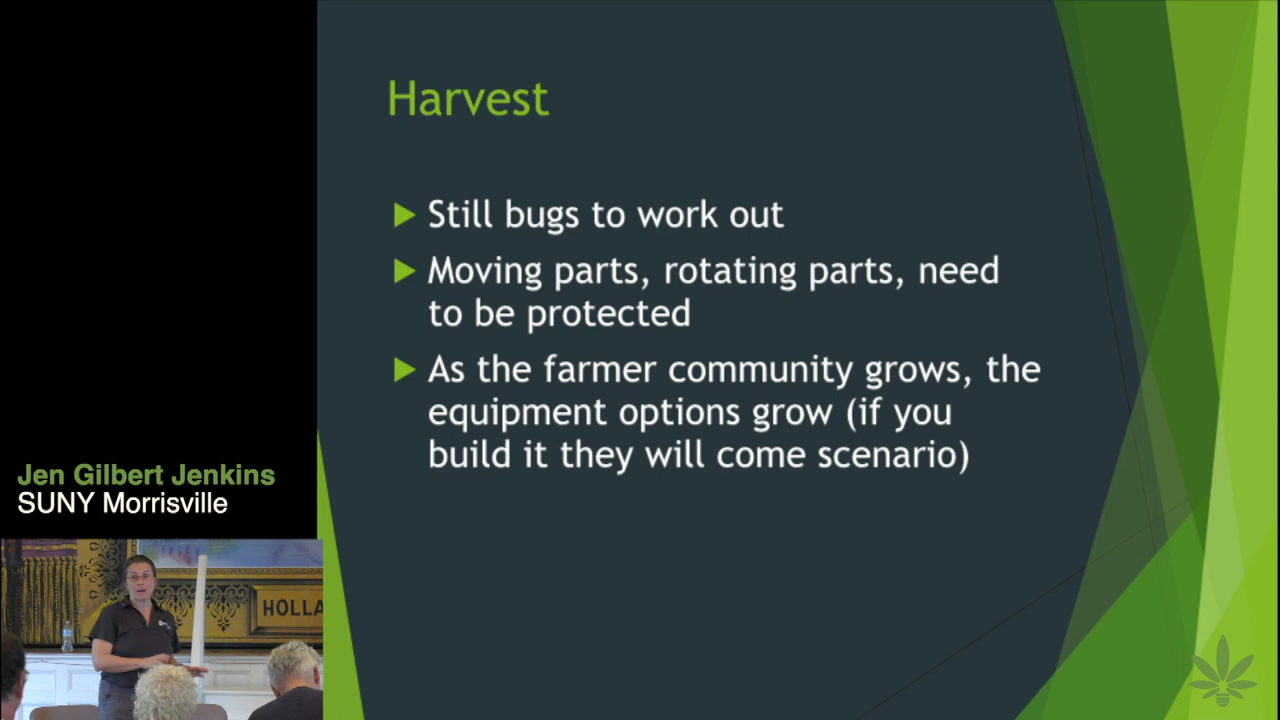 Harvest
Still bugs to work out
Moving parts, rotating parts, need
to be protected
As the farmer community grows, the
equipment options grow (if you
build it they will come scenario)
Jen Gilbert Jenkins
SUNY Morrisville
HOLLA